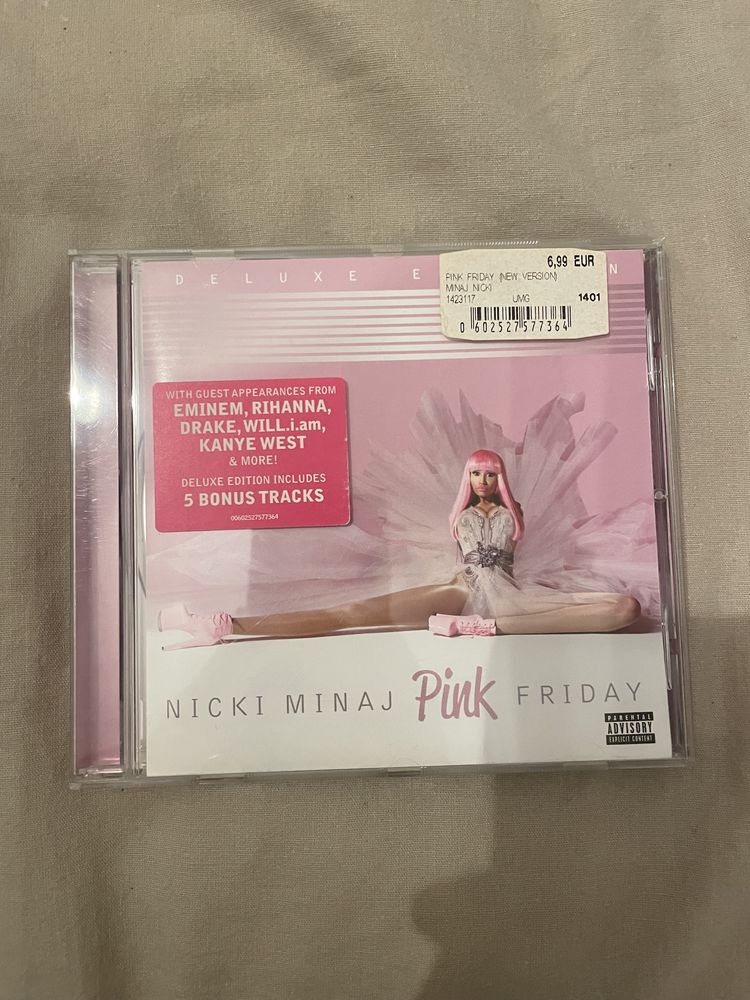 DELUXE E N
6,99 EUR
PINK FRIDAY (NEW VERSION)
MINAJ NICKI
1423117 UMG 1401
0 602527 577364
WITH GUEST APPEARANCES FROM
EMINEM, RIHANNA,
DRAKE, WILL.i.am,
KANYE WEST
& MORE!
DELUXE EDITION INCLUDES
5 BONUS TRACKS
00602527577364
NICKI MINAJ Pink FRIDAY
PARENTAL
ADVISORY
EXPLICIT CONTENT